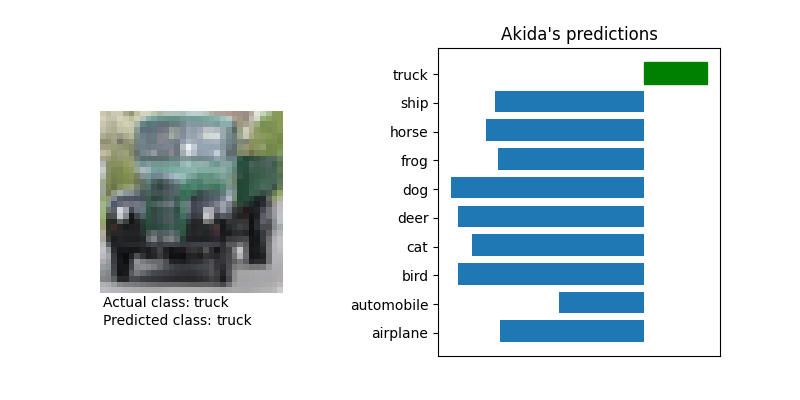 Akida's predictions
truck
ship
horse
frog
dog
deer
cat
bird
automobile
airplane
Actual class: truck
Predicted class: truck